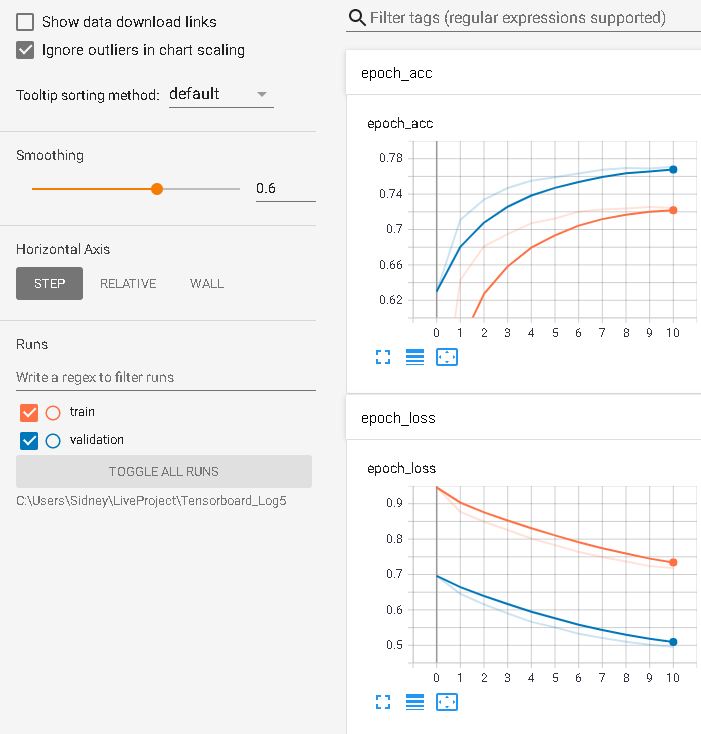 Show data download links
Ignore outliers in chart scaling
Tooltip sorting method: default
Smoothing
0.6
Horizontal Axis
STEP RELATIVE WALL
Runs
Write a regex to filter runs
train
validation
TOGGLE ALL RUNS
C:\Users\Sidney\LiveProject\Tensorboard_Log5
Filter tags (regular expressions supported)
epoch_acc
epoch_acc
0.78
0.74
0.7
0.66
0.62
0 1 2 3 4 5 6 7 8 9 10
epoch_loss
epoch_loss
0.9
0.8
0.7
0.6
0.5
0 1 2 3 4 5 6 7 8 9 10